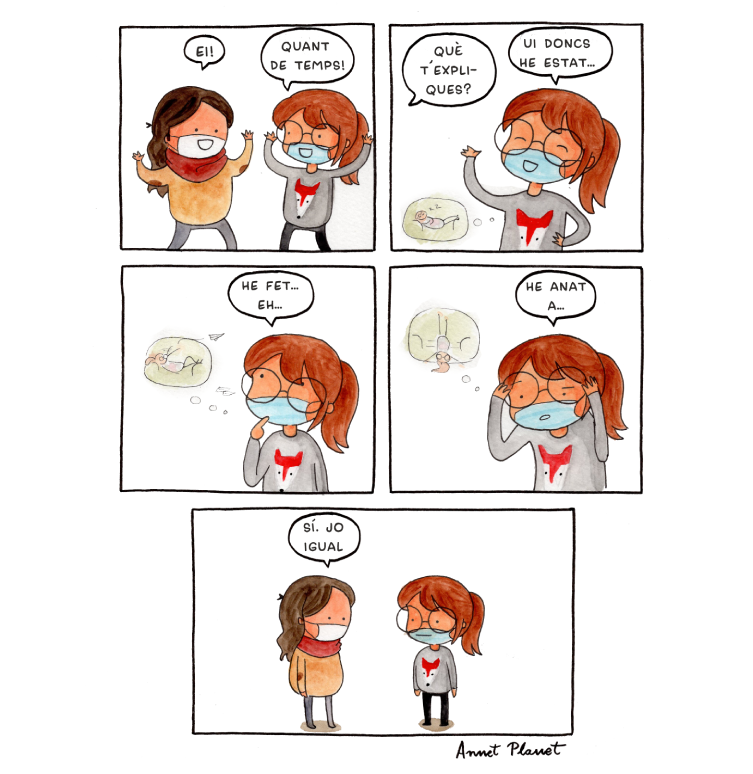 EI!
QUANT
DE TEMPS!
QUÈ
T'EXPLI-
QUES?
UI DONCS
HE ESTAT...
HE FET...
EH...
HE ANAT
A...
SÍ. JO
IGUAL
Annet Planet